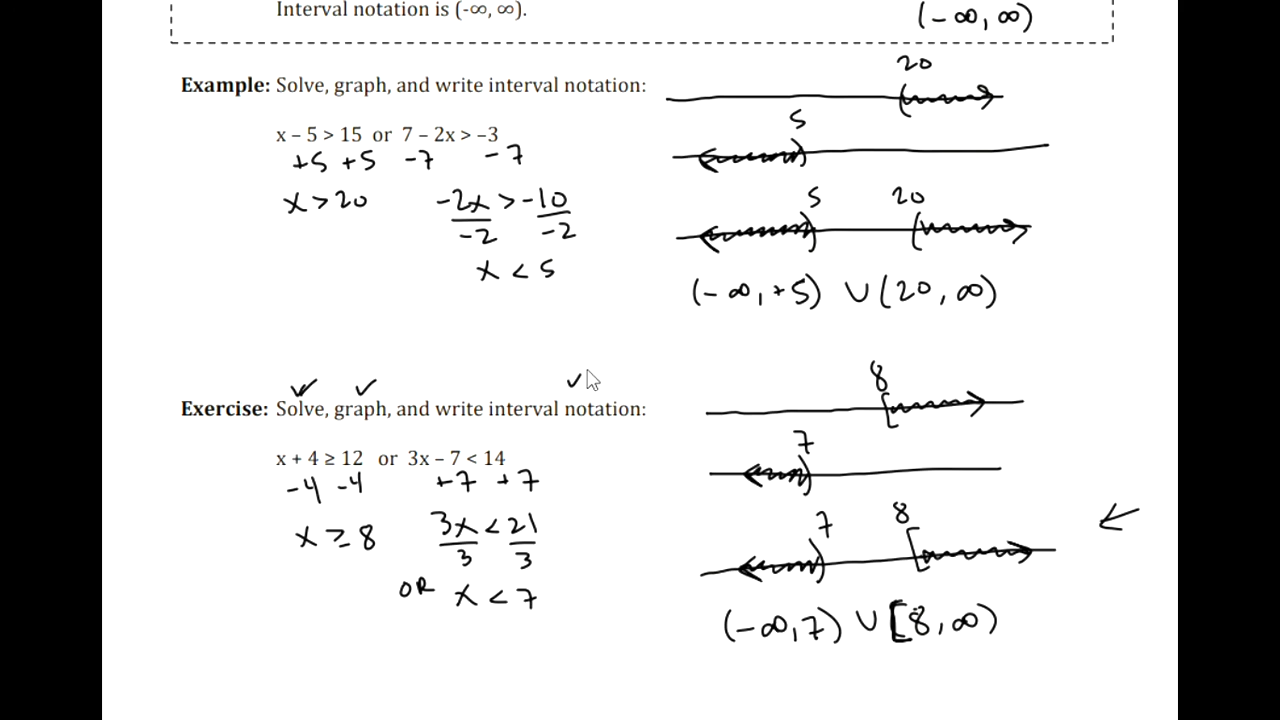 Interval notation is (-∞, ∞).
(-∞, ∞)
Example: Solve, graph, and write interval notation:
20
x – 5 > 15 or 7 – 2x > –3
5
+5 +5 -7 -7
x > 20 -2x > -10
-2 -2
x < 5
5 20
(-∞, +5) ∪ (20, ∞)
Exercise: Solve, graph, and write interval notation:
8
x + 4 ≥ 12 or 3x – 7 < 14
7
-4 -4 +7 +7
x ≥ 8 3x < 21
3 3
OR x < 7
7 8
(-∞, 7) ∪ [8, ∞)